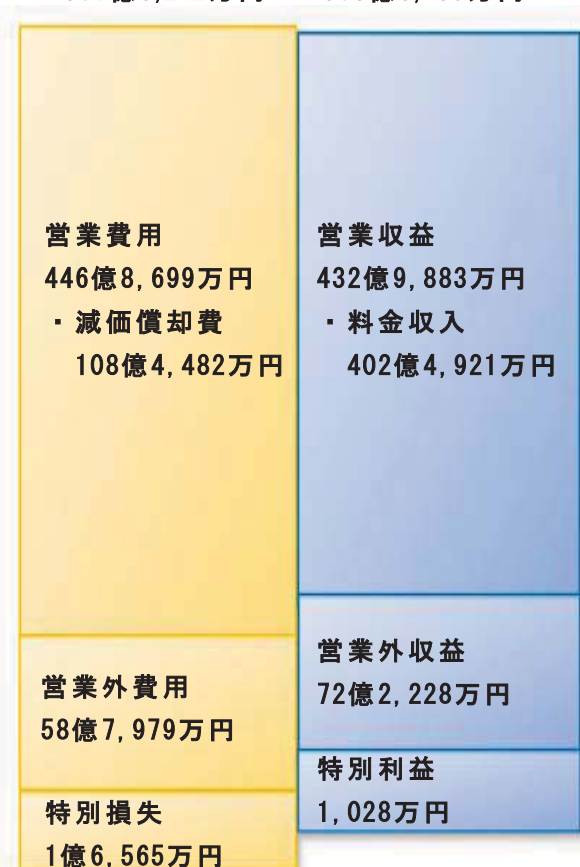 営業費用
446億8,699万円
・減価償却費
108億4,482万円
営業外費用
58億7,979万円
特別損失
1億6,565万円
営業収益
432億9,883万円
・料金収入
402億4,921万円
営業外収益
72億2,228万円
特別利益
1,028万円